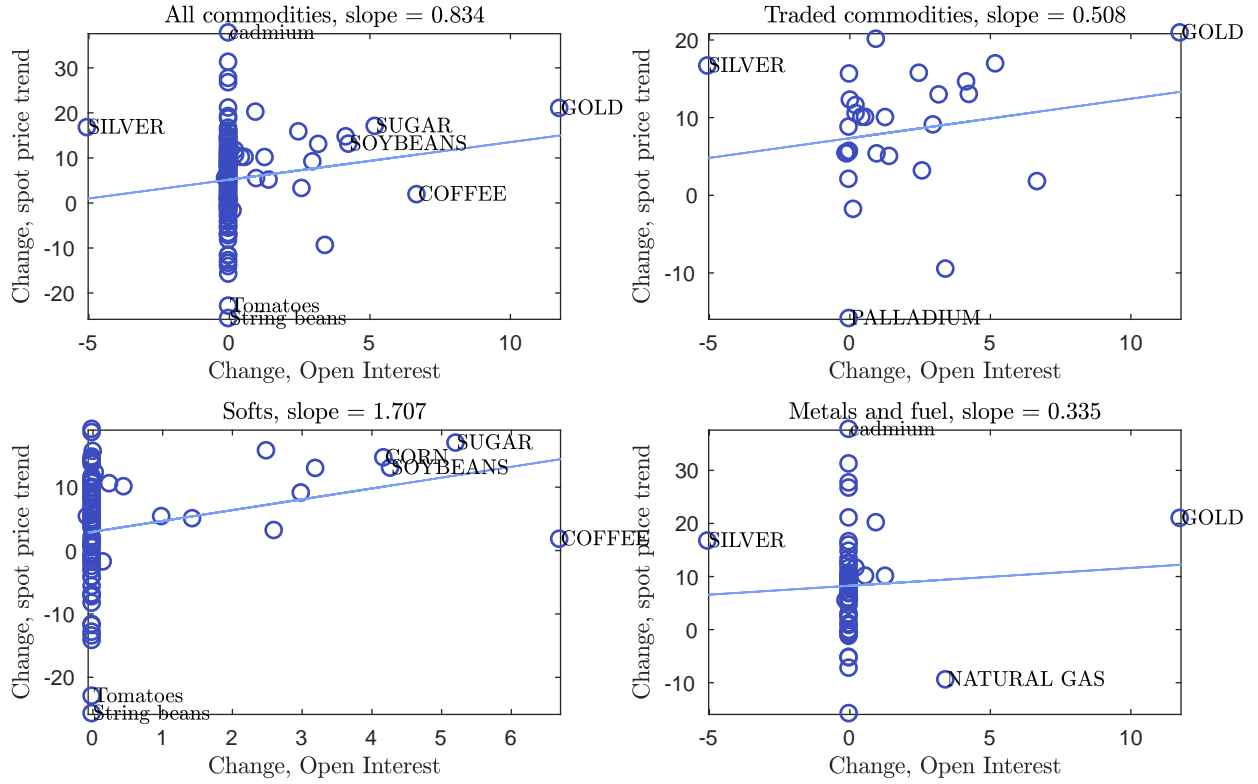 All commodities, slope = 0.834
Change, spot price trend
30
20
10
0
-10
-20
cadmium
SILVER
GOLD
SUGAR
SOYBEANS
COFFEE
Tomatoes
String beans
-5
0
5
10
Change, Open Interest
Traded commodities, slope = 0.508
Change, spot price trend
20
10
0
-10
GOLD
SILVER
PALLADIUM
-5
0
5
10
Change, Open Interest
Softs, slope = 1.707
Change, spot price trend
10
0
-10
-20
SUGAR
CORN
SOYBEANS
COFFEE
Tomatoes
String beans
0
1
2
3
4
5
6
Change, Open Interest
Metals and fuel, slope = 0.335
Change, spot price trend
30
20
10
0
-10
cadmium
GOLD
SILVER
NATURAL GAS
-5
0
5
10
Change, Open Interest